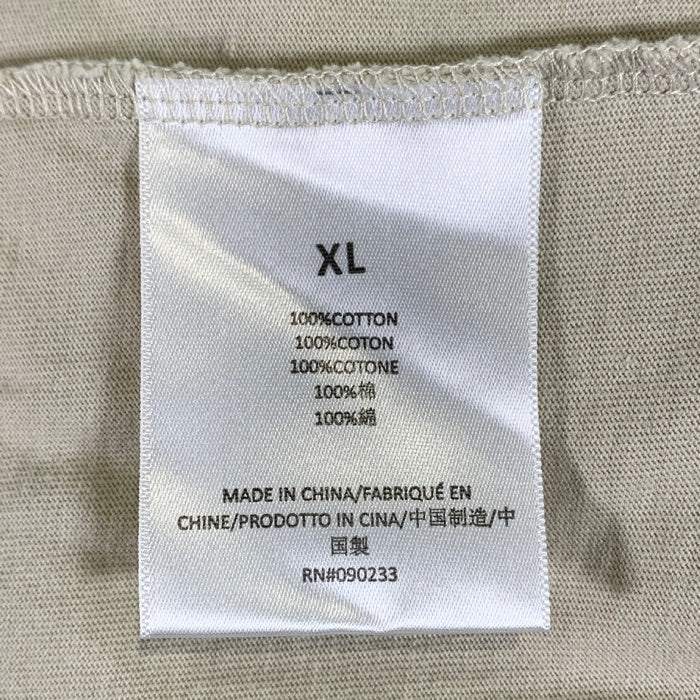 XL
100%COTTON
100%COTON
100%COTONE
100%棉
100%綿
MADE IN CHINA/FABRIQUÉ EN
CHINE/PRODOTTO IN CINA/中国制造/中
国製
RN#090233